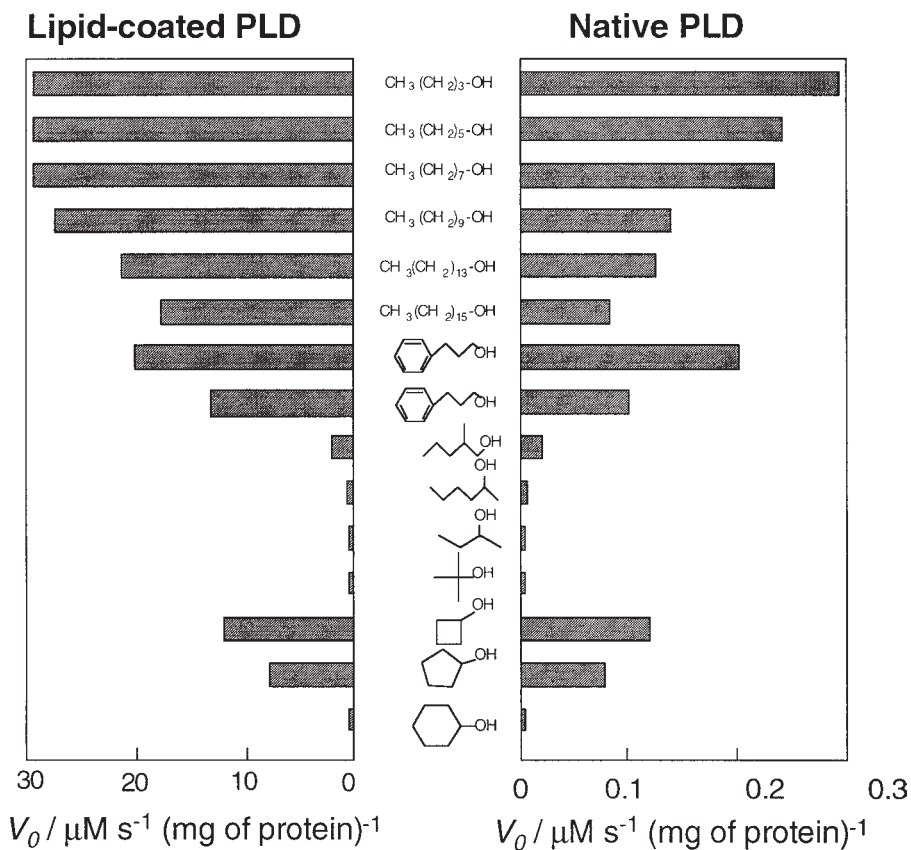 Lipid-coated PLD
Native PLD
CH3(CH2)3-OH
CH3(CH2)5-OH
CH3(CH2)7-OH
CH3(CH2)9-OH
CH3(CH2)13-OH
CH3(CH2)15-OH
OH
OH
OH
OH
OH
OH
OH
OH
OH
30 20 10 0
0 0.1 0.2 0.3
V0 / μM s-1 (mg of protein)-1
V0 / μM s-1 (mg of protein)-1